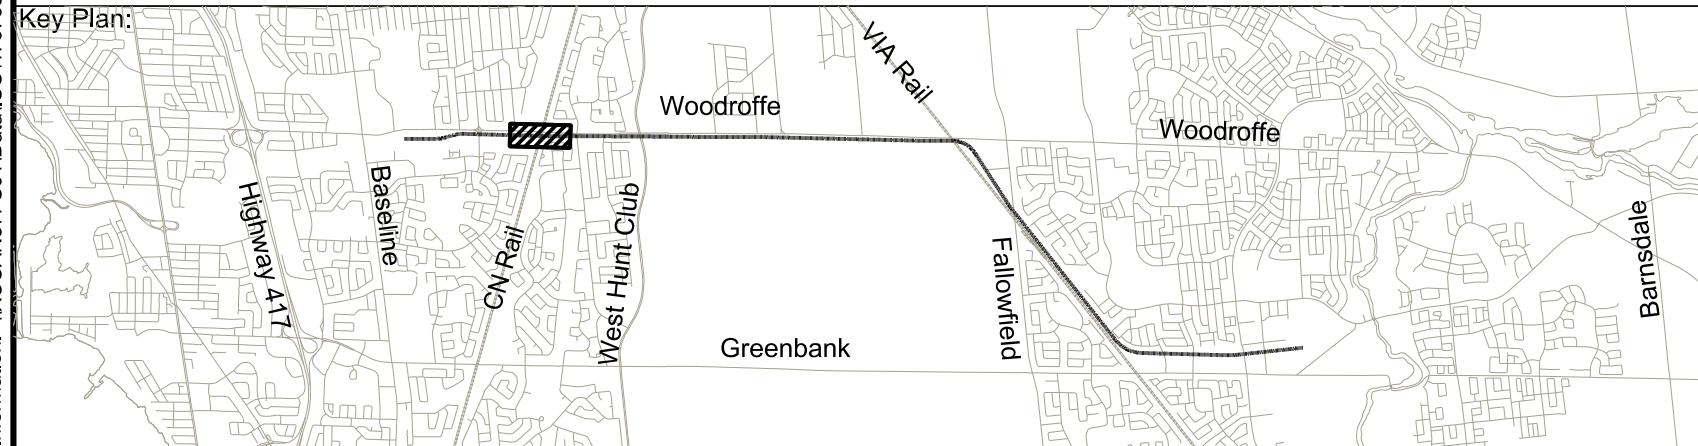 Key Plan:
VIA Rail
Woodroffe
Woodroffe
Highway 417
Baseline
CN Rail
West Hunt Club
Fallowfield
Barnsdale
Greenbank